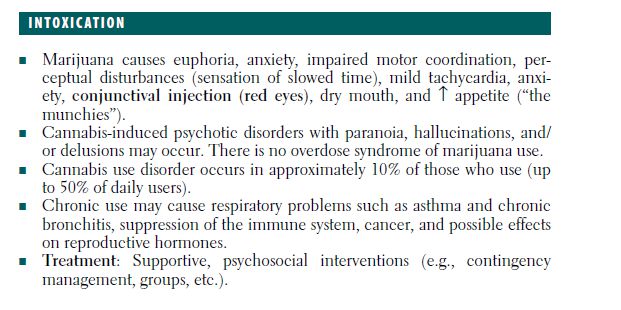 INTOXICATION
■ Marijuana causes euphoria, anxiety, impaired motor coordination, per-
ceptual disturbances (sensation of slowed time), mild tachycardia, anxi-
ety, conjunctival injection (red eyes), dry mouth, and ↑ appetite (“the
munchies”).
■ Cannabis-induced psychotic disorders with paranoia, hallucinations, and/
or delusions may occur. There is no overdose syndrome of marijuana use.
■ Cannabis use disorder occurs in approximately 10% of those who use (up
to 50% of daily users).
■ Chronic use may cause respiratory problems such as asthma and chronic
bronchitis, suppression of the immune system, cancer, and possible effects
on reproductive hormones.
■ Treatment: Supportive, psychosocial interventions (e.g., contingency
management, groups, etc.).